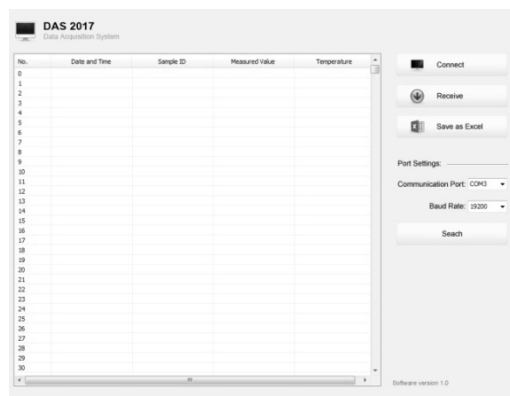 DAS 2017
Data Acquisition System
No. Date and Time Sample ID Measured Value Temperature
0
1
2
3
4
5
6
7
8
9
10
11
12
13
14
15
16
17
18
19
20
21
22
23
24
25
26
27
28
29
30
Connect
Receive
Save as Excel
Port Settings:
Communication Port: COM3
Baud Rate: 19200
Seach
Software version 1.0